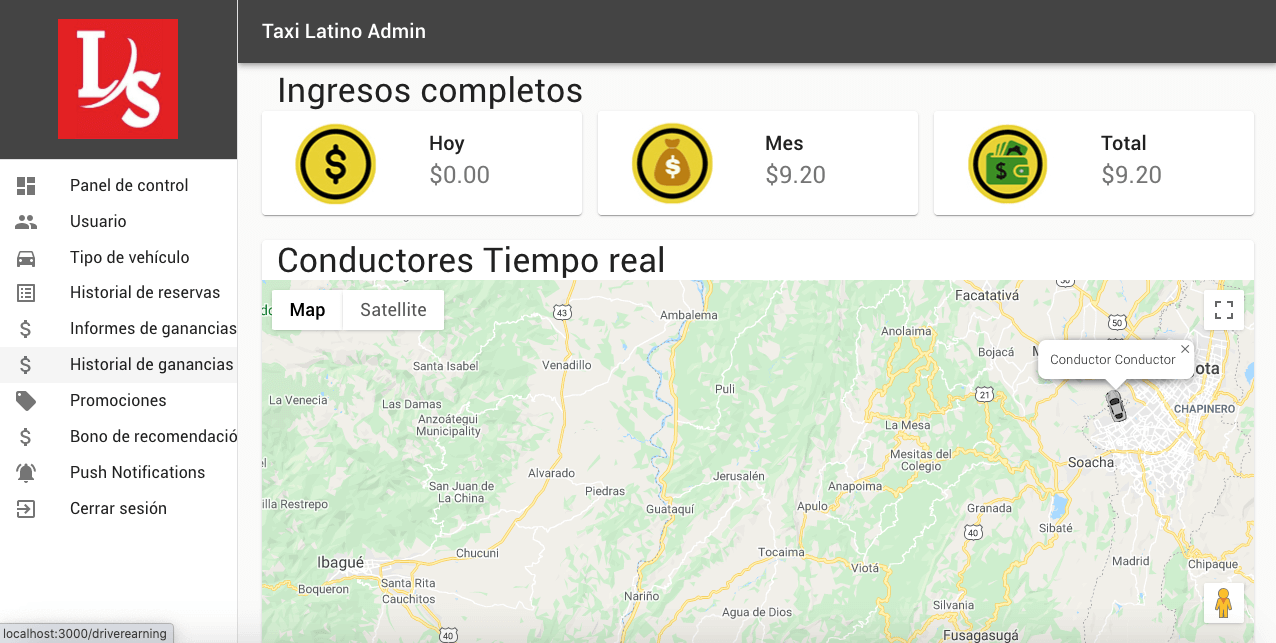 LS
Taxi Latino Admin
Panel de control
Usuario
Tipo de vehículo
Historial de reservas
Informes de ganancias
Historial de ganancias
Promociones
Bono de recomendació
Push Notifications
Cerrar sesión
localhost:3000/driverearning
Ingresos completos
Hoy
$0.00
Mes
$9.20
Total
$9.20
Conductores Tiempo real
Map
Satellite
43
Ambalema
Facatativá
50
Anolaima
Bojacá
Conductor Conductor
Santa Isabel
Venadillo
Puli
21
La Venecia
Las Damas
Anzoátegui
Municipality
CHAPINERO
La Mesa
Mesitas del
Colegio
Soacha
Alvarado
Jerusalén
San Juan de
La China
Piedras
Anapoima
Gualaquí
Apulo
Granada
Sibaté
40
Ibagué
Chucuni
Tocaima
Viotá
Madrid
Chipaque
Boqueron
Santa Rita
Cauchitos
Nariño
Agua de Dios
Silvania
40
Fusagasugá